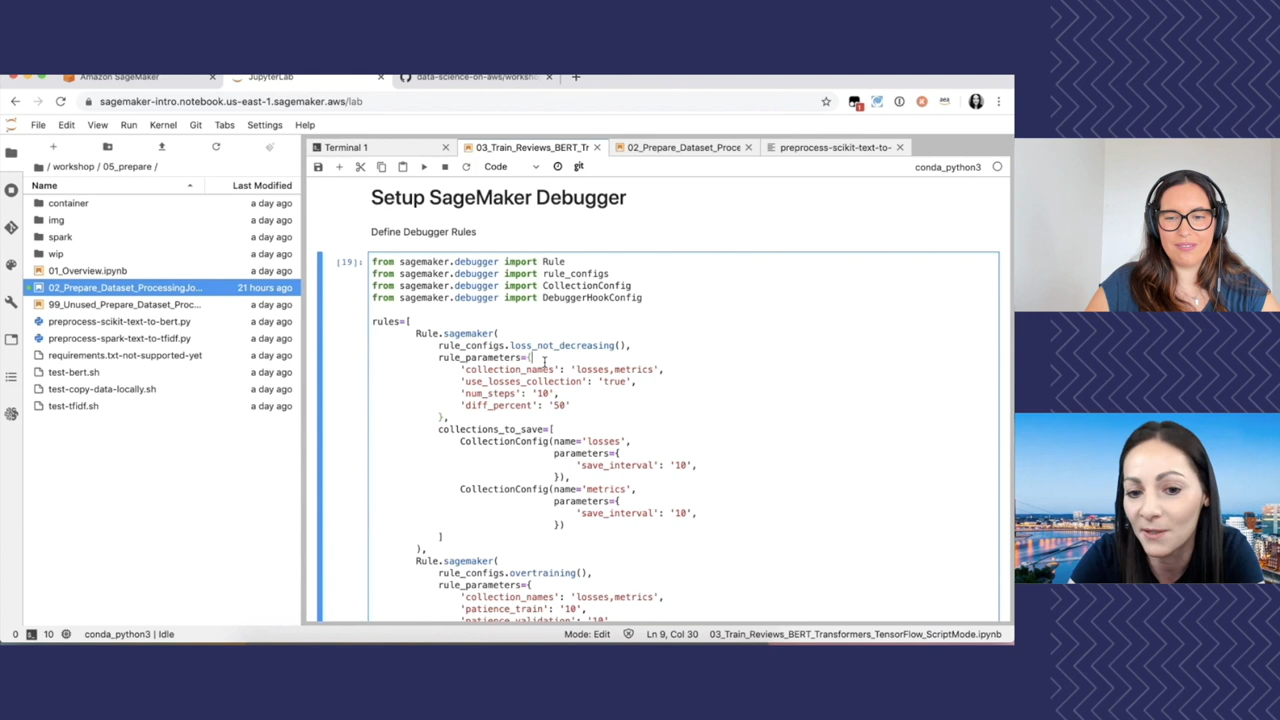 Amazon SageMaker
JupyterLab
data-science-on-aws/worksh
sagemaker-intro.notebook.us-east-1.sagemaker.aws/lab
File Edit View Run Kernel Git Tabs Settings Help
/ workshop / 05_prepare /
Name Last Modified
container a day ago
img a day ago
spark a day ago
wip a day ago
01_Overview.ipynb a day ago
02_Prepare_Dataset_ProcessingJo... 21 hours ago
99_Unused_Prepare_Dataset_Proc... a day ago
preprocess-scikit-text-to-bert.py a day ago
preprocess-spark-text-to-tfidf.py a day ago
requirements.txt-not-supported-yet a day ago
test-bert.sh a day ago
test-copy-data-locally.sh a day ago
test-tfidf.sh a day ago
Terminal 1
03_Train_Reviews_BERT_Tr
02_Prepare_Dataset_Proce
preprocess-scikit-text-to-
Code
git
conda_python3
Setup SageMaker Debugger
Define Debugger Rules
[19]:
from sagemaker.debugger import Rule
from sagemaker.debugger import rule_configs
from sagemaker.debugger import CollectionConfig
from sagemaker.debugger import DebuggerHookConfig
rules=[
Rule.sagemaker(
rule_configs.loss_not_decreasing(),
rule_parameters={
'collection_names': 'losses,metrics',
'use_losses_collection': 'true',
'num_steps': '10',
'diff_percent': '50'
},
collections_to_save=[
CollectionConfig(name='losses',
parameters={
'save_interval': '10',
}),
CollectionConfig(name='metrics',
parameters={
'save_interval': '10',
})
]
),
Rule.sagemaker(
rule_configs.overtraining(),
rule_parameters={
'collection_names': 'losses,metrics',
'patience_train': '10',
'patience_validation': '10'
0 10 conda_python3 | Idle
Mode: Edit Ln 9, Col 30 03_Train_Reviews_BERT_Transformers_TensorFlow_ScriptMode.ipynb